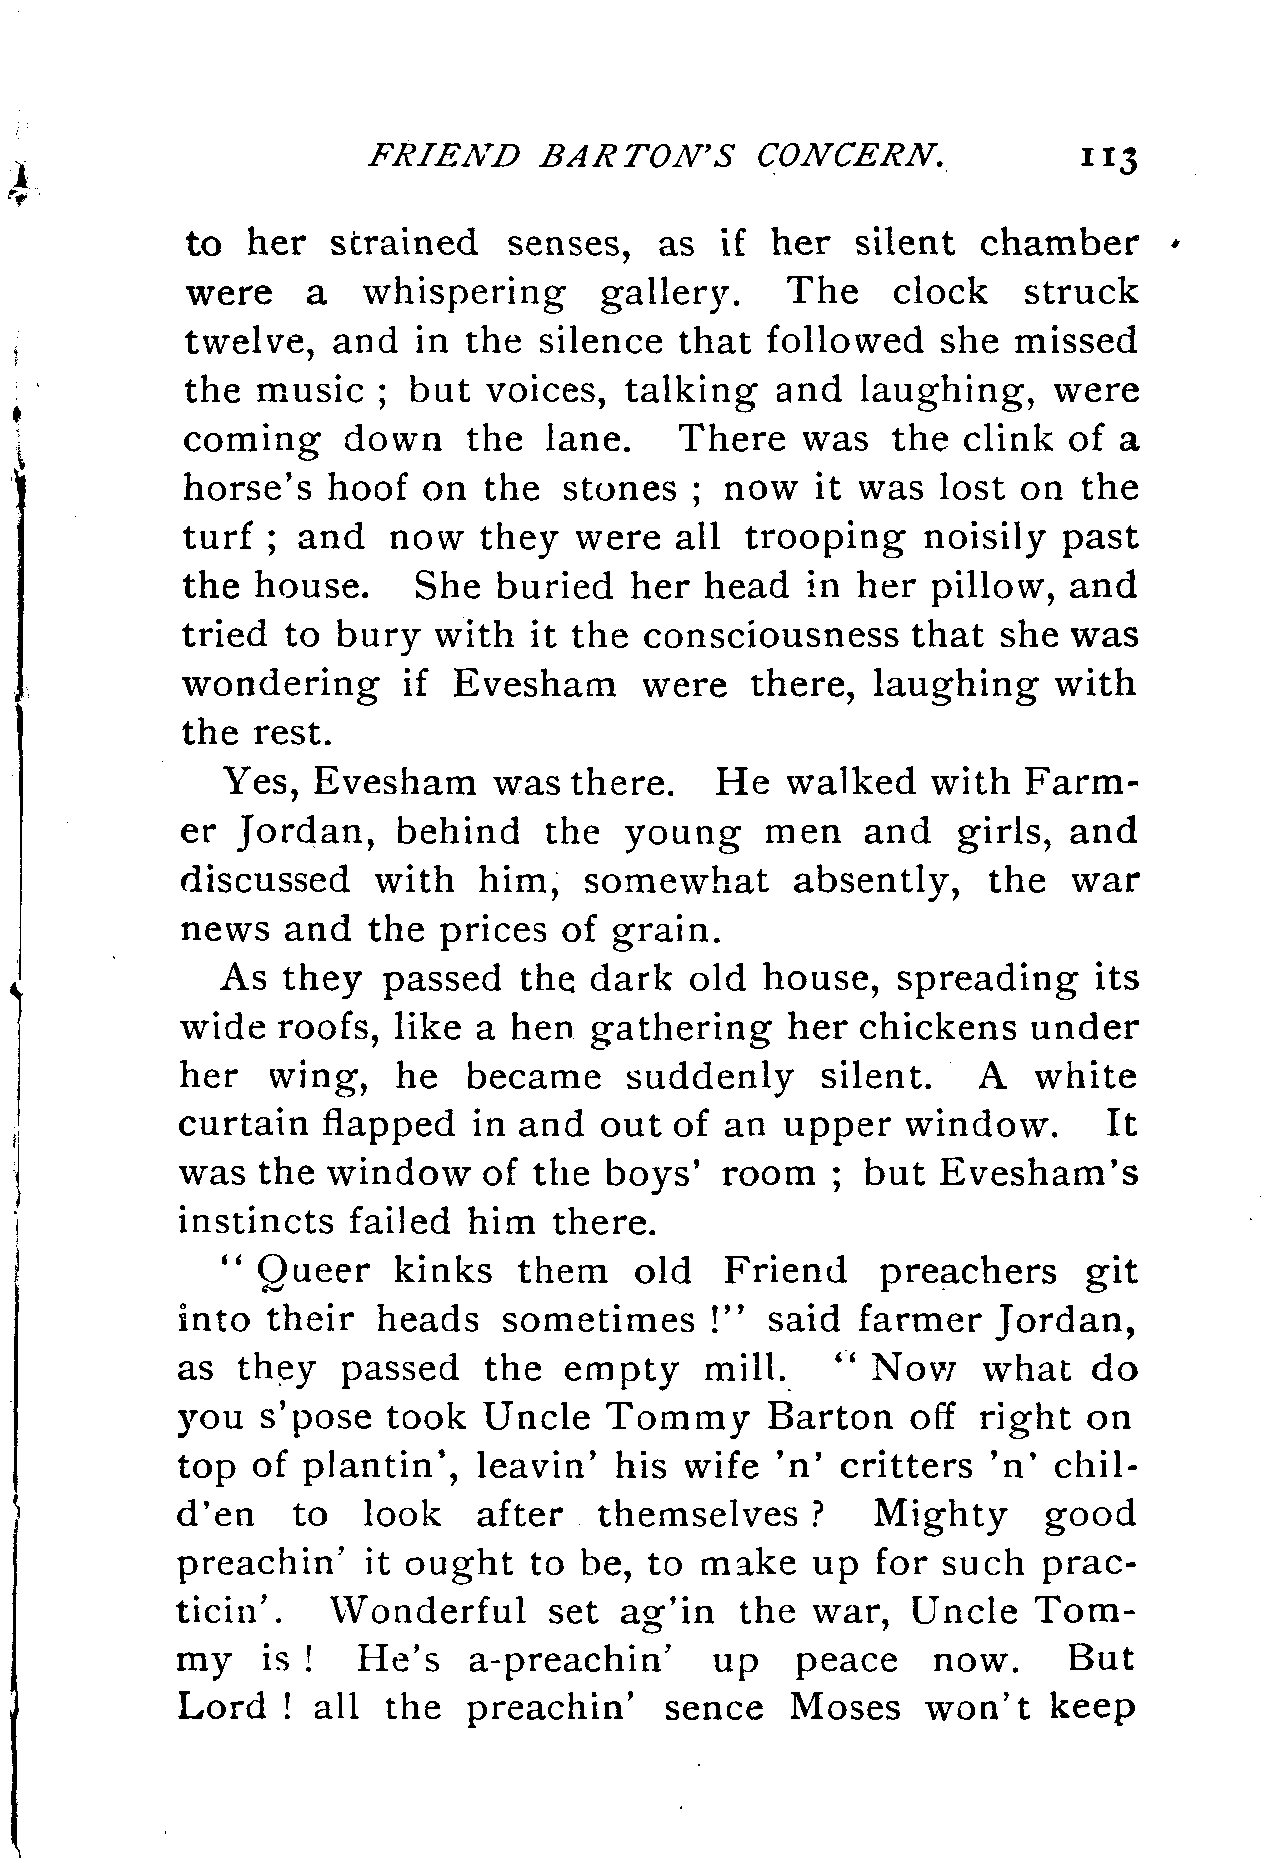 FRIEND BARTON'S CONCERN. 113
to her strained senses, as if her silent chamber
were a whispering gallery. The clock struck
twelve, and in the silence that followed she missed
the music ; but voices, talking and laughing, were
coming down the lane. There was the clink of a
horse's hoof on the stones ; now it was lost on the
turf ; and now they were all trooping noisily past
the house. She buried her head in her pillow, and
tried to bury with it the consciousness that she was
wondering if Evesham were there, laughing with
the rest.
Yes, Evesham was there. He walked with Farm-
er Jordan, behind the young men and girls, and
discussed with him, somewhat absently, the war
news and the prices of grain.
As they passed the dark old house, spreading its
wide roofs, like a hen gathering her chickens under
her wing, he became suddenly silent. A white
curtain flapped in and out of an upper window. It
was the window of the boys' room ; but Evesham's
instincts failed him there.
" Queer kinks them old Friend preachers git
into their heads sometimes !" said farmer Jordan,
as they passed the empty mill. " Now what do
you s'pose took Uncle Tommy Barton off right on
top of plantin', leavin' his wife 'n' critters 'n' chil-
d'en to look after themselves ? Mighty good
preachin' it ought to be, to make up for such prac-
ticin'. Wonderful set ag'in the war, Uncle Tom-
my is ! He's a-preachin' up peace now. But
Lord ! all the preachin' sence Moses won't keep